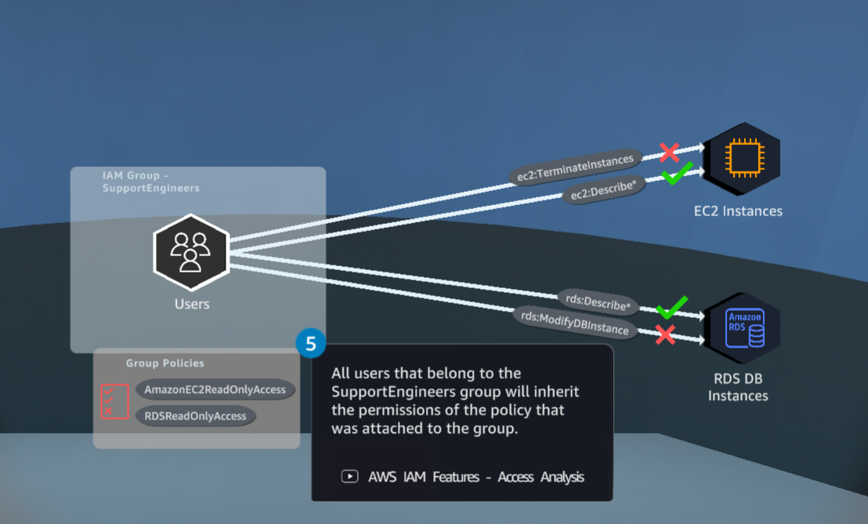 IAM Group -
SupportEngineers
Users
ec2:TerminateInstances
ec2:Describe*
EC2 Instances
rds:Describe*
rds:ModifyDBInstance
Amazon
RDS
RDS DB
Instances
Group Policies
AmazonEC2ReadOnlyAccess
RDSReadOnlyAccess
5
All users that belong to the
SupportEngineers group will inherit
the permissions of the policy that
was attached to the group.
AWS IAM Features - Access Analysis